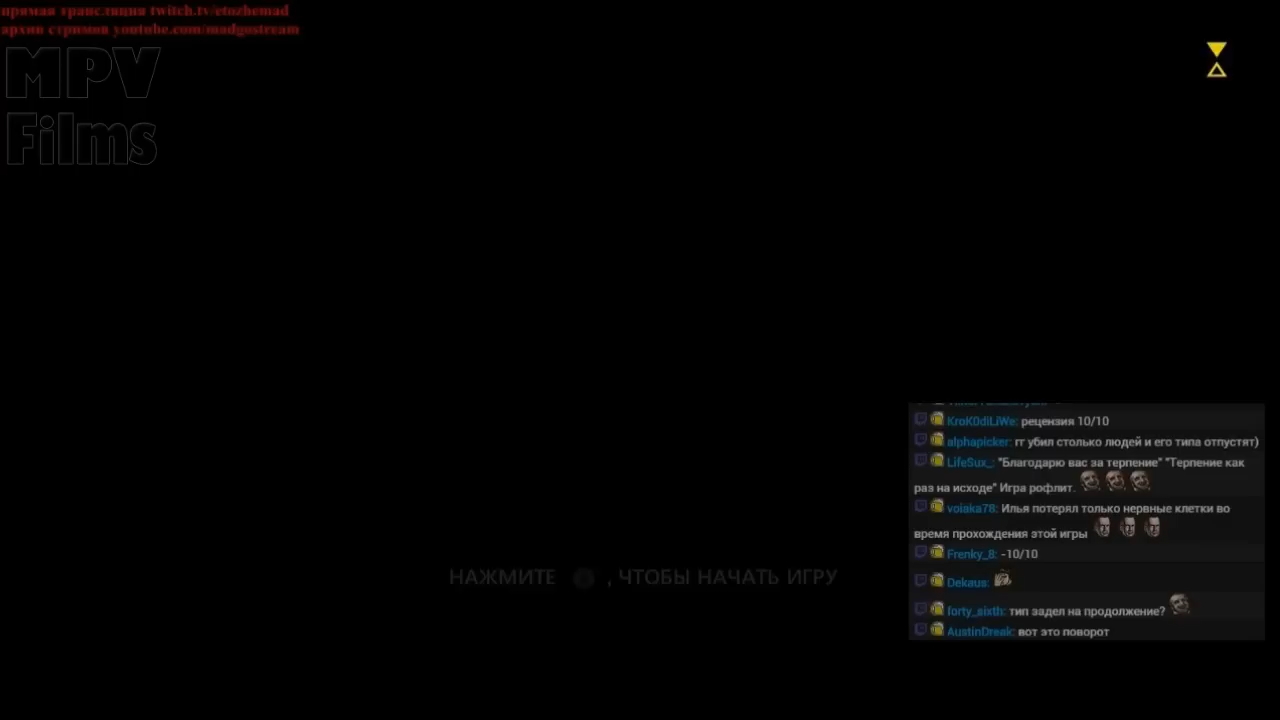 прямая трансляция twitch.tv/etozhemad
архив стримов youtube.com/madgostream
MPV
Films
KroK0diLiWe: рецензия 10/10
alphapicker: гг убил столько людей и его типа отпустят)
LifeSux_: "Благодарю вас за терпение" "Терпение как
раз на исходе" Игра рофлит.
voiaka78: Илья потерял только нервные клетки во
время прохождения этой игры
Frenky_8: -10/10
НАЖМИТЕ , ЧТОБЫ НАЧАТЬ ИГРУ
Dekaus:
forty_sixth: тип задел на продолжение?
AustinDreak: вот это поворот